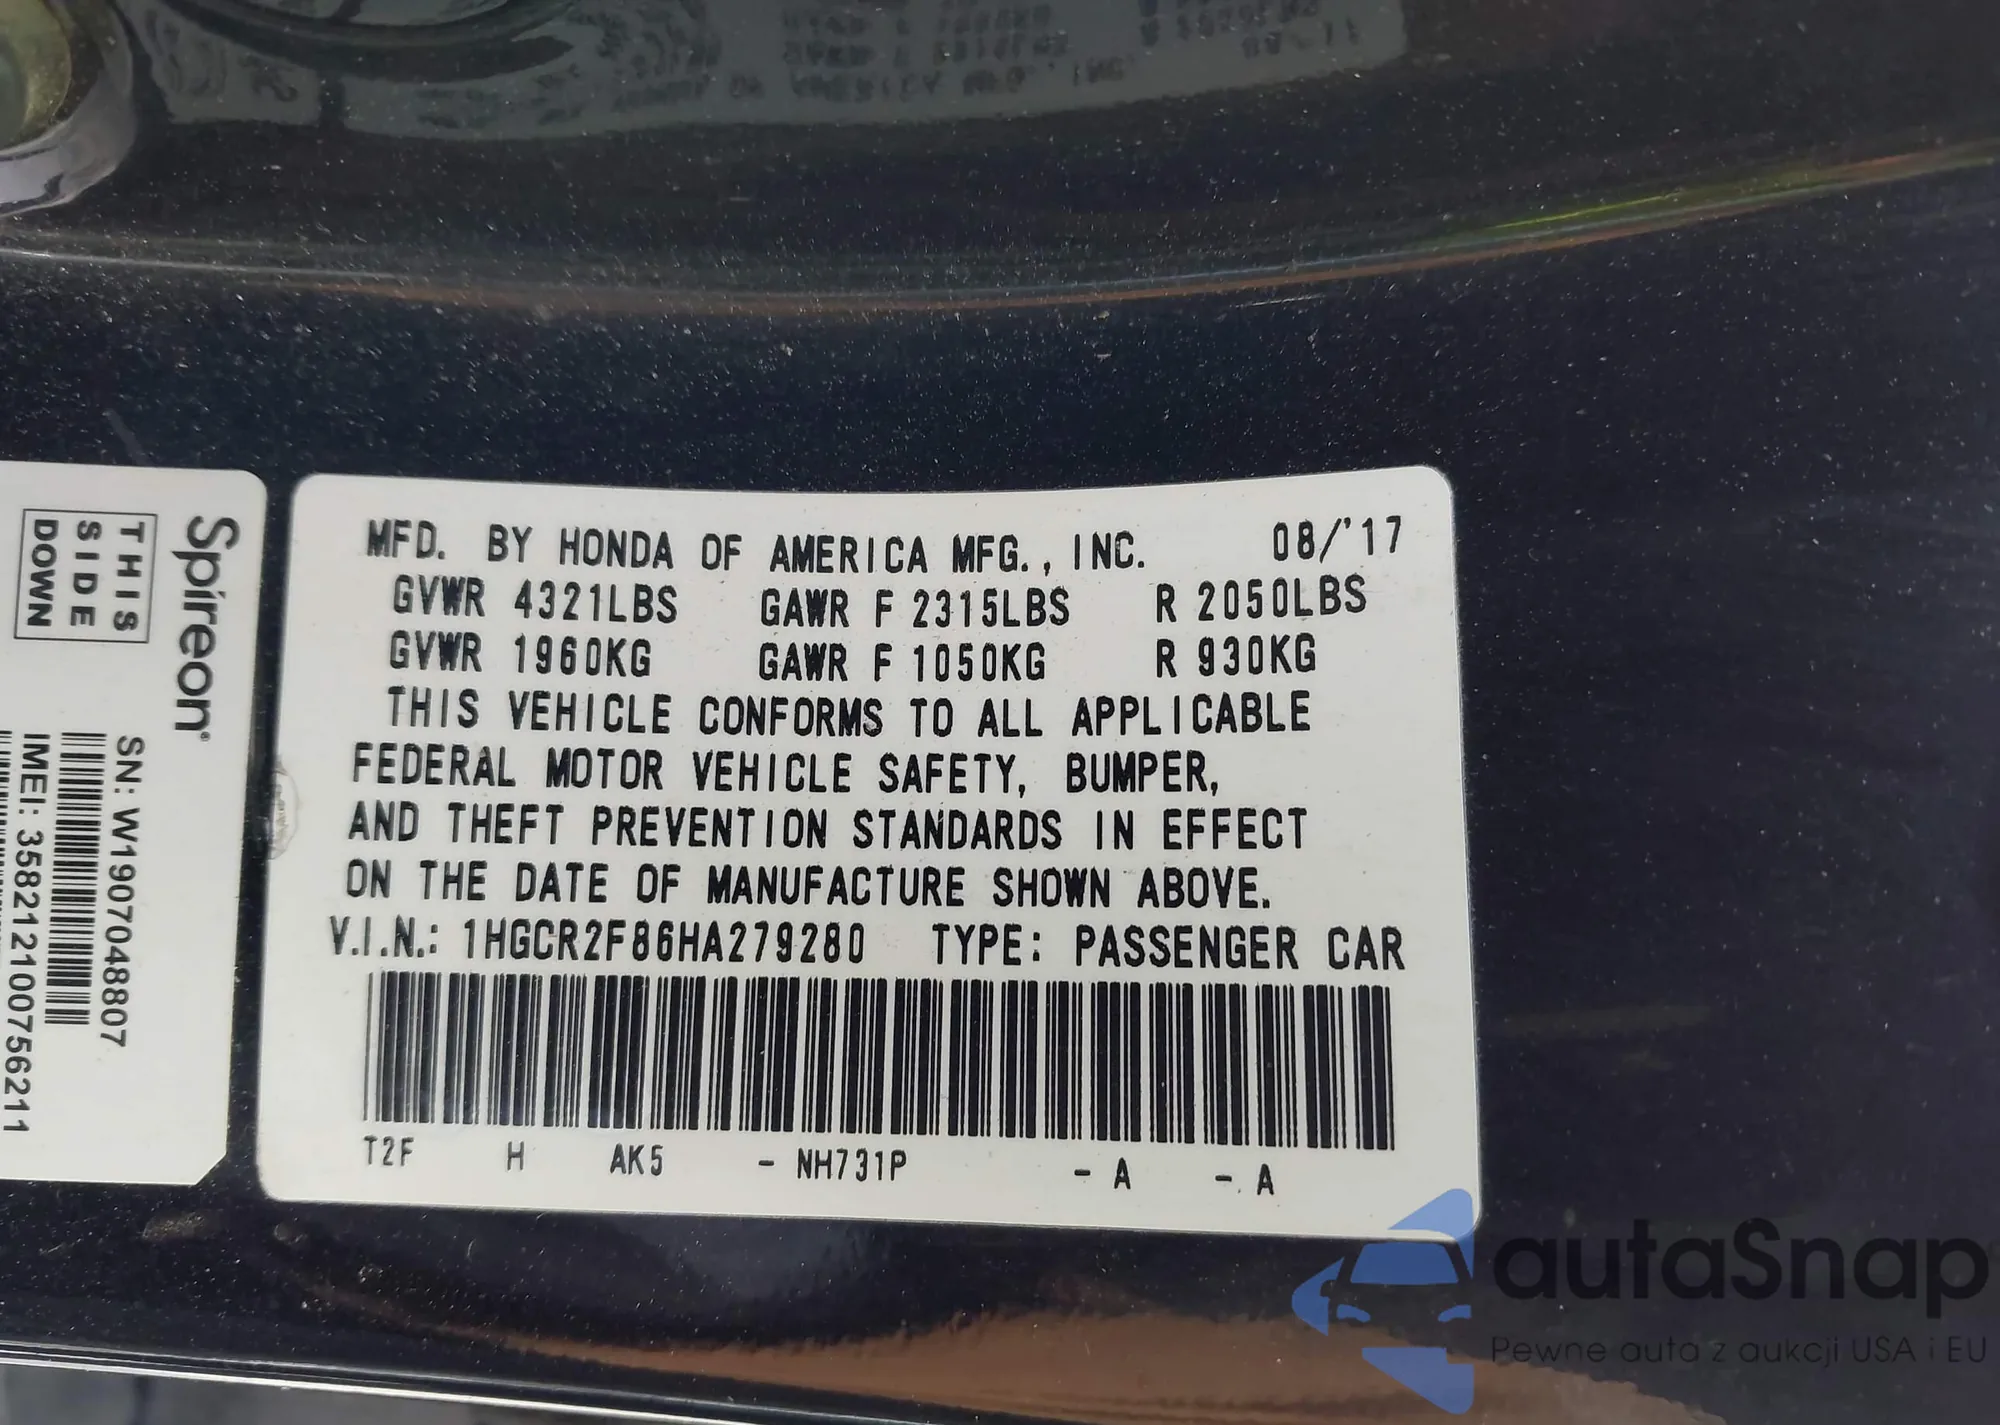 MFD. BY HONDA OF AMERICA MFG., INC. 08/'17
GVWR 4321LBS GAWR F 2315LBS R 2050LBS
GVWR 1960KG GAWR F 1050KG R 930KG
THIS VEHICLE CONFORMS TO ALL APPLICABLE
FEDERAL MOTOR VEHICLE SAFETY, BUMPER,
AND THEFT PREVENTION STANDARDS IN EFFECT
ON THE DATE OF MANUFACTURE SHOWN ABOVE.
V.I.N.: 1HGCR2F86HA279280 TYPE: PASSENGER CAR
T2F H AK5 - NH731P - A - A
Spireon
THIS
SIDE
DOWN
SN: W1907048807
IMEI: 358212100756211
autaSnap
Pewne auta z aukcji USA i EU